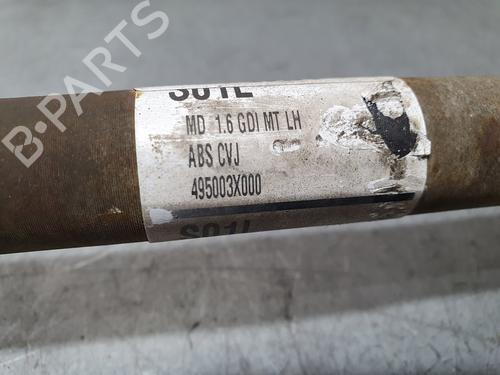 S01L
MD 1.6 GDI MT LH
ABS CVJ
495003X000
S01L
B-PARTS